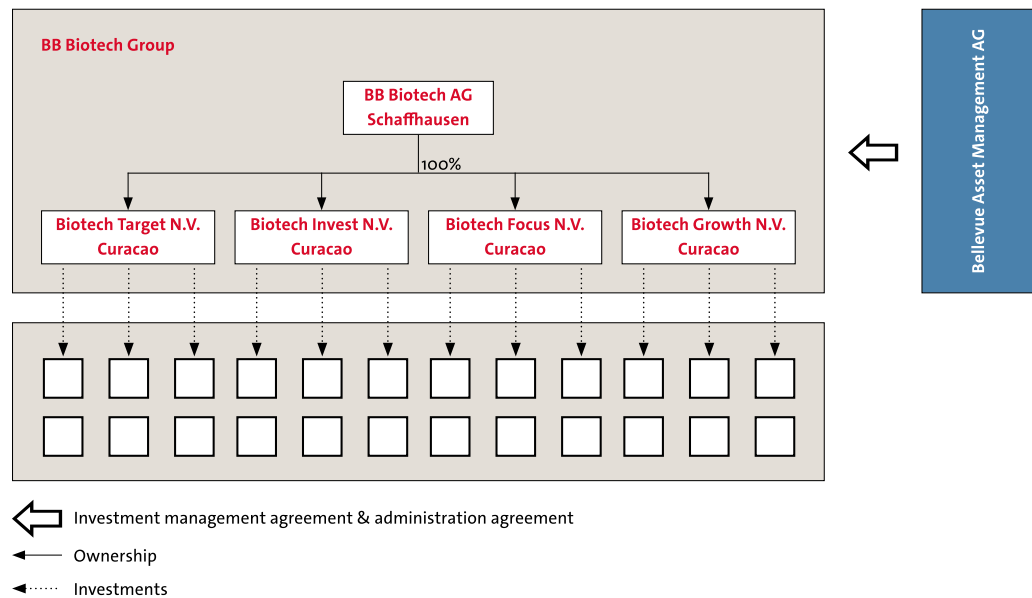 BB Biotech Group
BB Biotech AG
Schaffhausen
100%
Biotech Target N.V.
Curacao
Biotech Invest N.V.
Curacao
Biotech Focus N.V.
Curacao
Biotech Growth N.V.
Curacao
Bellevue Asset Management AG
Investment management agreement & administration agreement
Ownership
Investments